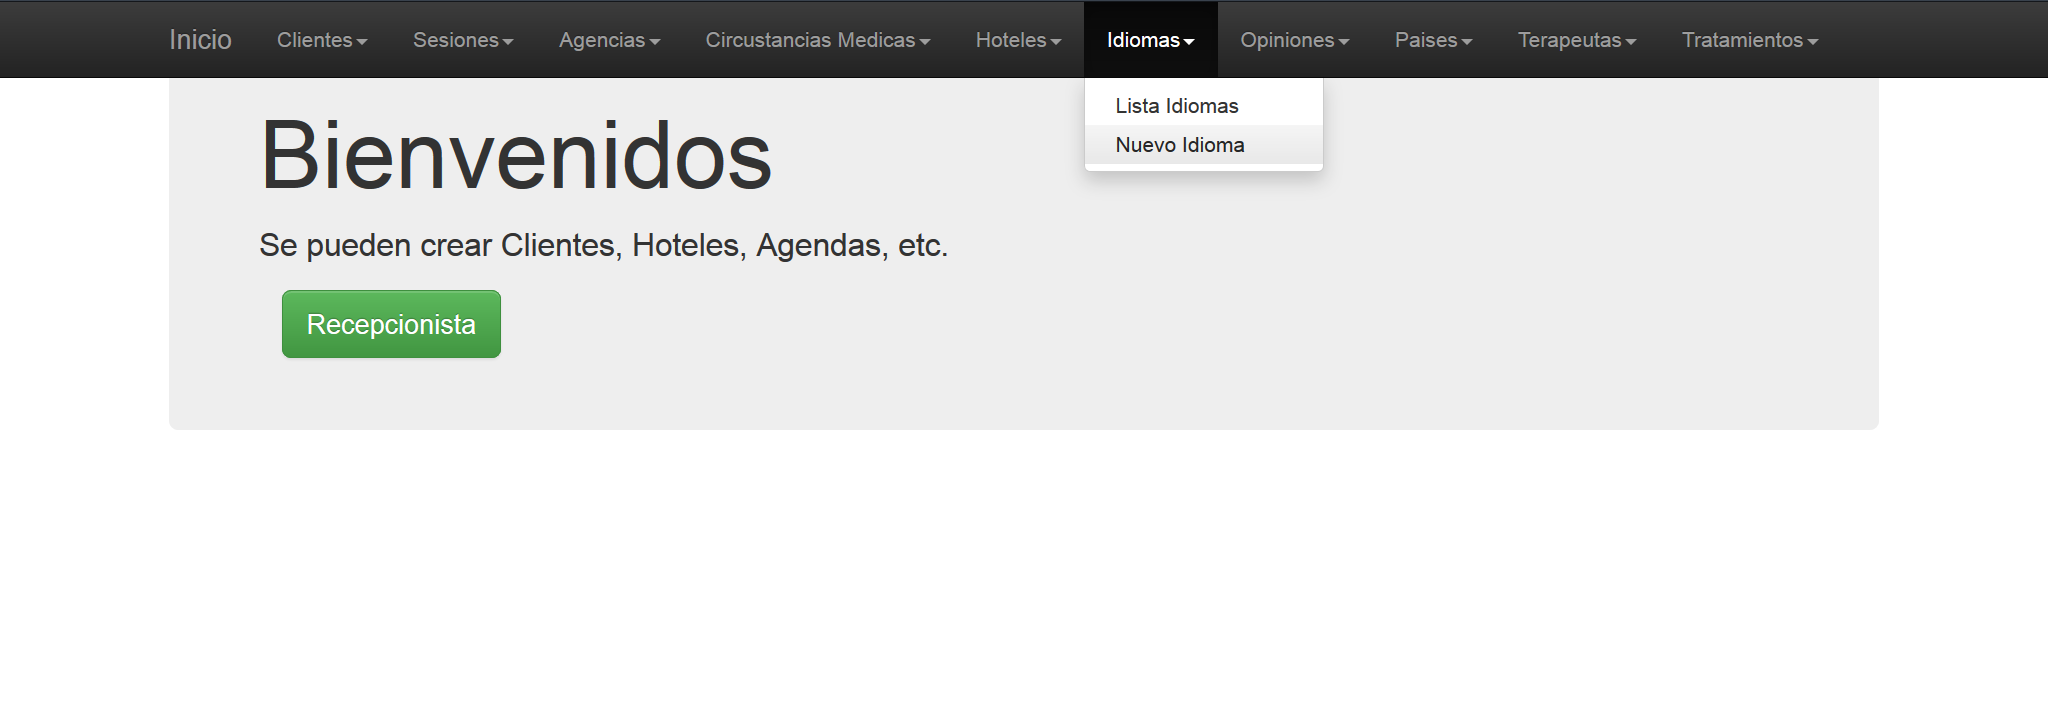 Inicio Clientes Sesiones Agencias Circustancias Medicas Hoteles Idiomas Opiniones Paises Terapeutas Tratamientos
Lista Idiomas
Nuevo Idioma
Bienvenidos
Se pueden crear Clientes, Hoteles, Agendas, etc.
Recepcionista